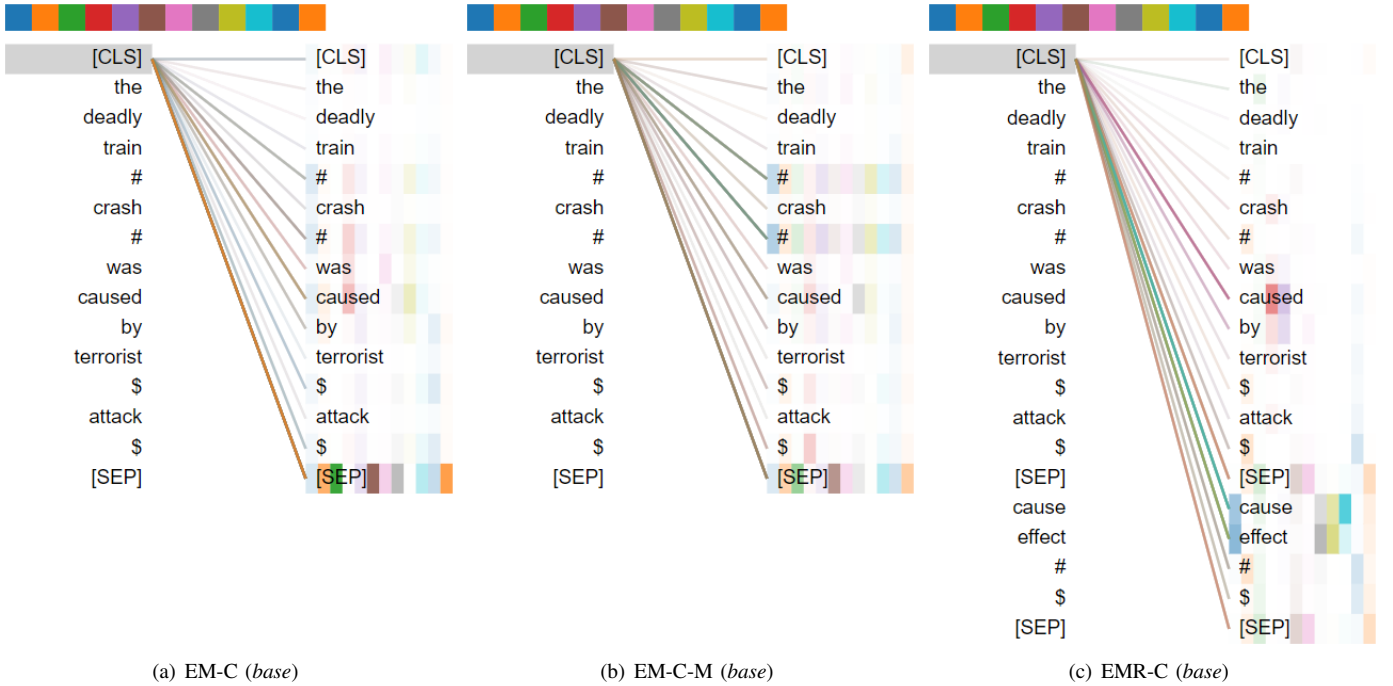 [CLS] [CLS]
the the
deadly deadly
train train
# #
crash crash
# #
was was
caused caused
by by
terrorist terrorist
$ $
attack attack
$ $
[SEP] [SEP]
(a) EM-C (base)
[CLS] [CLS]
the the
deadly deadly
train train
# #
crash crash
# #
was was
caused caused
by by
terrorist terrorist
$ $
attack attack
$ $
[SEP] [SEP]
(b) EM-C-M (base)
[CLS] [CLS]
the the
deadly deadly
train train
# #
crash crash
# #
was was
caused caused
by by
terrorist terrorist
$ $
attack attack
$ $
[SEP] [SEP]
cause cause
effect effect
# #
$ $
[SEP] [SEP]
(c) EMR-C (base)